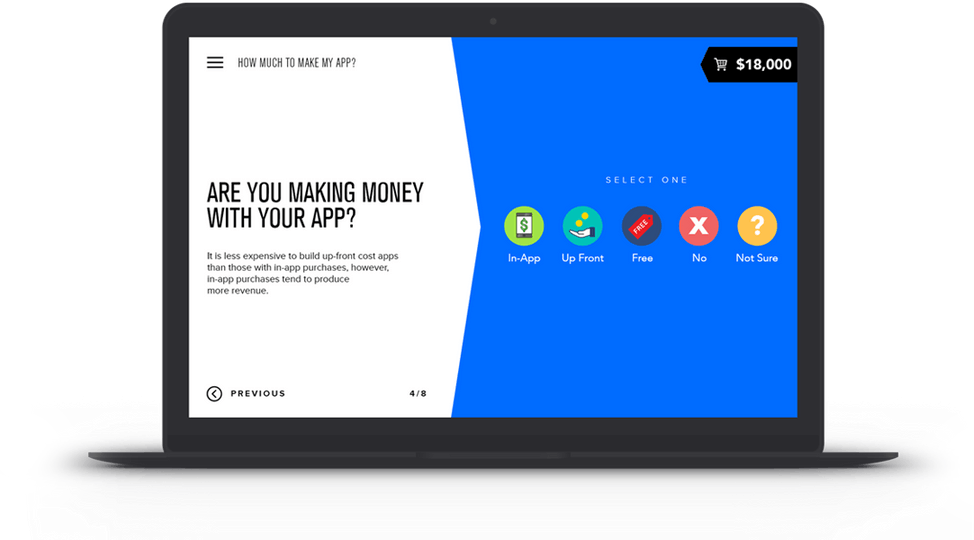 HOW MUCH TO MAKE MY APP?
$18,000
ARE YOU MAKING MONEY
WITH YOUR APP?
It is less expensive to build up-front cost apps
than those with in-app purchases, however,
in-app purchases tend to produce
more revenue.
SELECT ONE
$
FREE
X
?
In-App
Up Front
Free
No
Not Sure
PREVIOUS
4/8